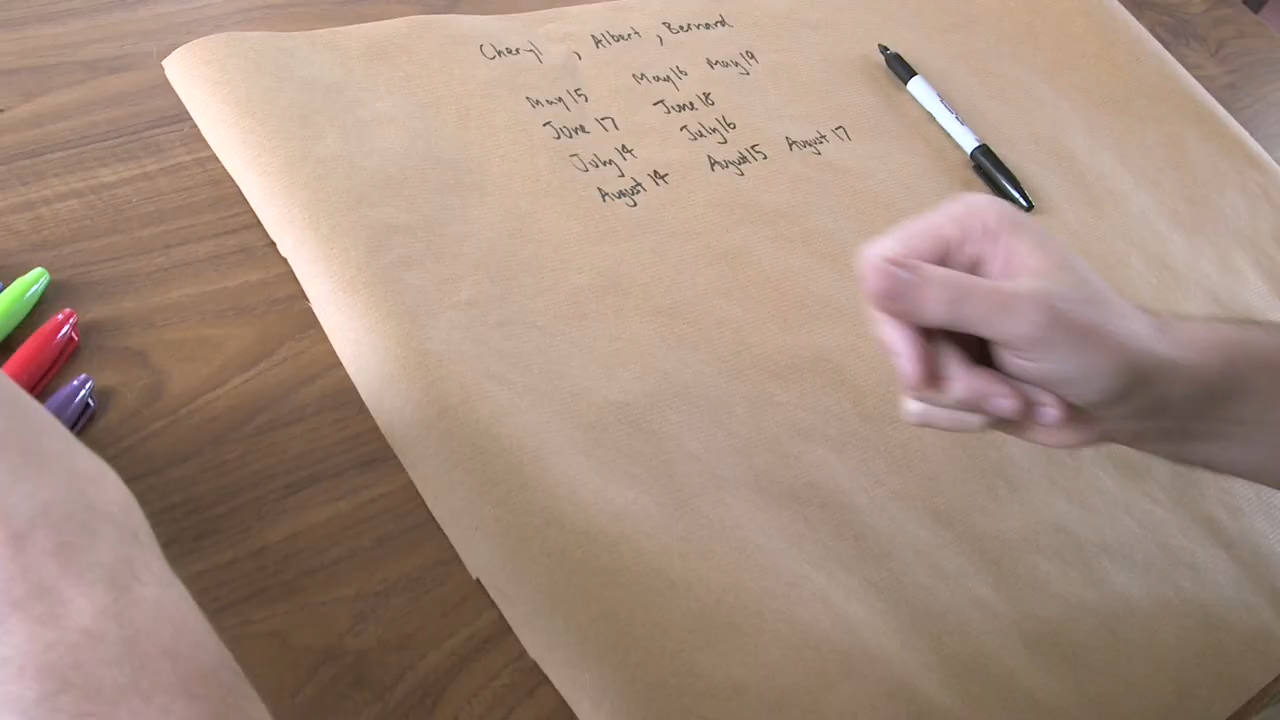 Cheryl, Albert, Bernard
May 15 May 16 May 19
June 17 June 18
July 14 July 16
August 14 August 15 August 17